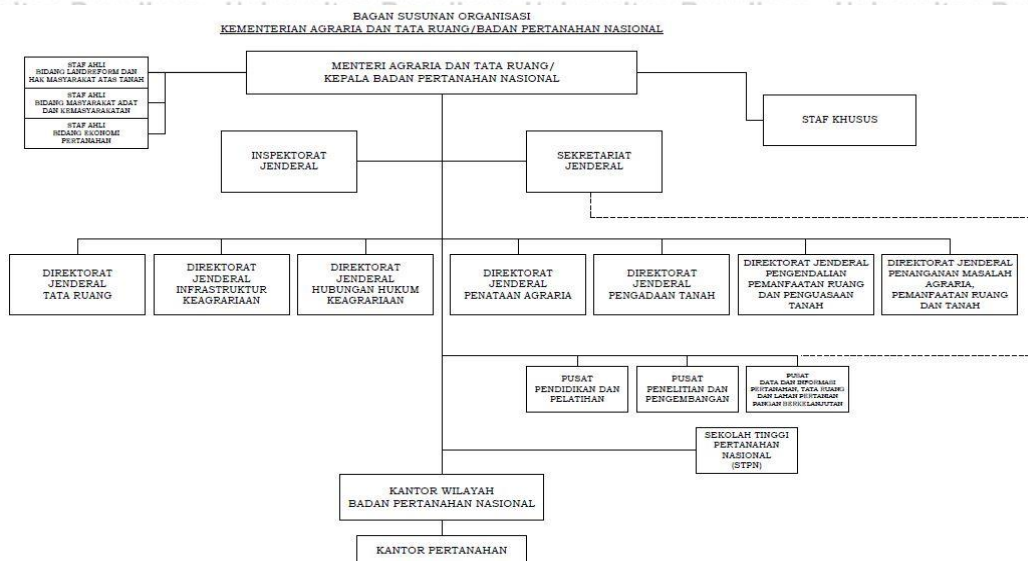 BAGAN SUSUNAN ORGANISASI
KEMENTERIAN AGRARIA DAN TATA RUANG/BADAN PERTANAHAN NASIONAL
STAF AHLI
BIDANG LANDREFORM DAN
HAK MASYARAKAT ATAS TANAH
STAF AHLI
BIDANG MASYARAKAT ADAT
DAN KEMASYARAKATAN
STAF AHLI
BIDANG EKONOMI
PERTANAHAN
MENTERI AGRARIA DAN TATA RUANG/
KEPALA BADAN PERTANAHAN NASIONAL
STAF KHUSUS
INSPEKTORAT
JENDERAL
SEKRETARIAT
JENDERAL
DIREKTORAT
JENDERAL
TATA RUANG
DIREKTORAT
JENDERAL
INFRASTRUKTUR
KEAGRARIAAN
DIREKTORAT
JENDERAL
HUBUNGAN HUKUM
KEAGRARIAAN
DIREKTORAT
JENDERAL
PENATAAN AGRARIA
DIREKTORAT
JENDERAL
PENGADAAN TANAH
DIREKTORAT JENDERAL
PENGENDALIAN
PEMANFAATAN RUANG
DAN PENGUASAAN
TANAH
DIREKTORAT JENDERAL
PENANGANAN MASALAH
AGRARIA,
PEMANFAATAN RUANG
DAN TANAH
PUSAT
PENDIDIKAN DAN
PELATIHAN
PUSAT
PENELITIAN DAN
PENGEMBANGAN
PUSAT
DATA DAN INFORMASI
PERTANAHAN, TATA RUANG
DAN LAHAN PERTANIAN
PANGAN BERKELANJUTAN
SEKOLAH TINGGI
PERTANAHAN
NASIONAL
(STPN)
KANTOR WILAYAH
BADAN PERTANAHAN NASIONAL
KANTOR PERTANAHAN